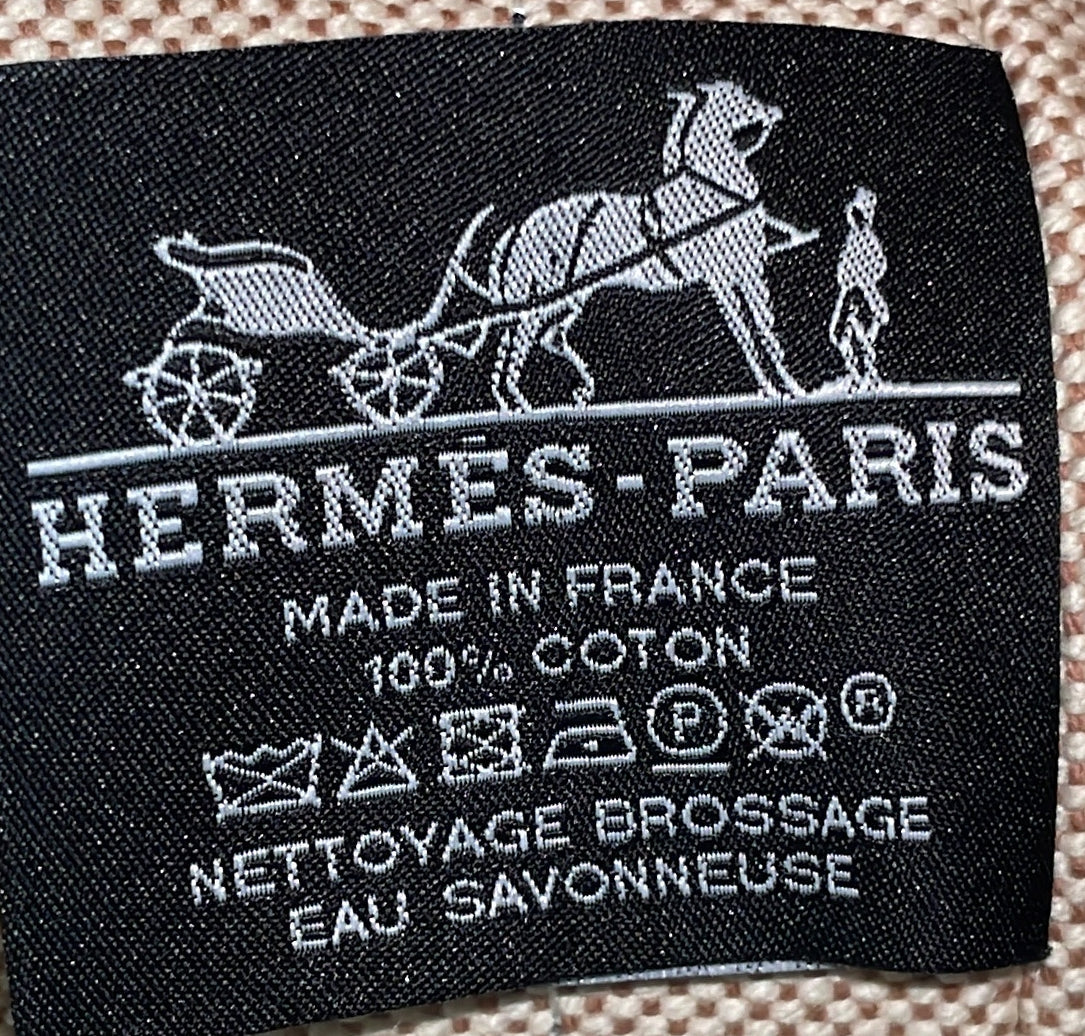 HERMÈS-PARIS
MADE IN FRANCE
100% COTON
P ®
NETTOYAGE BROSSAGE
EAU SAVONNEUSE